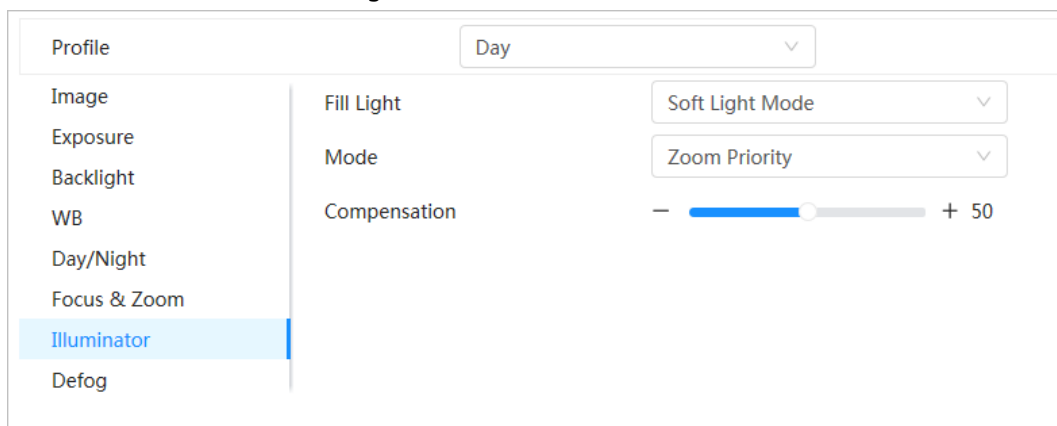 Profile Day
Image Fill Light Soft Light Mode
Exposure
Mode Zoom Priority
Backlight
WB Compensation − + 50
Day/Night
Focus & Zoom
Illuminator
Defog